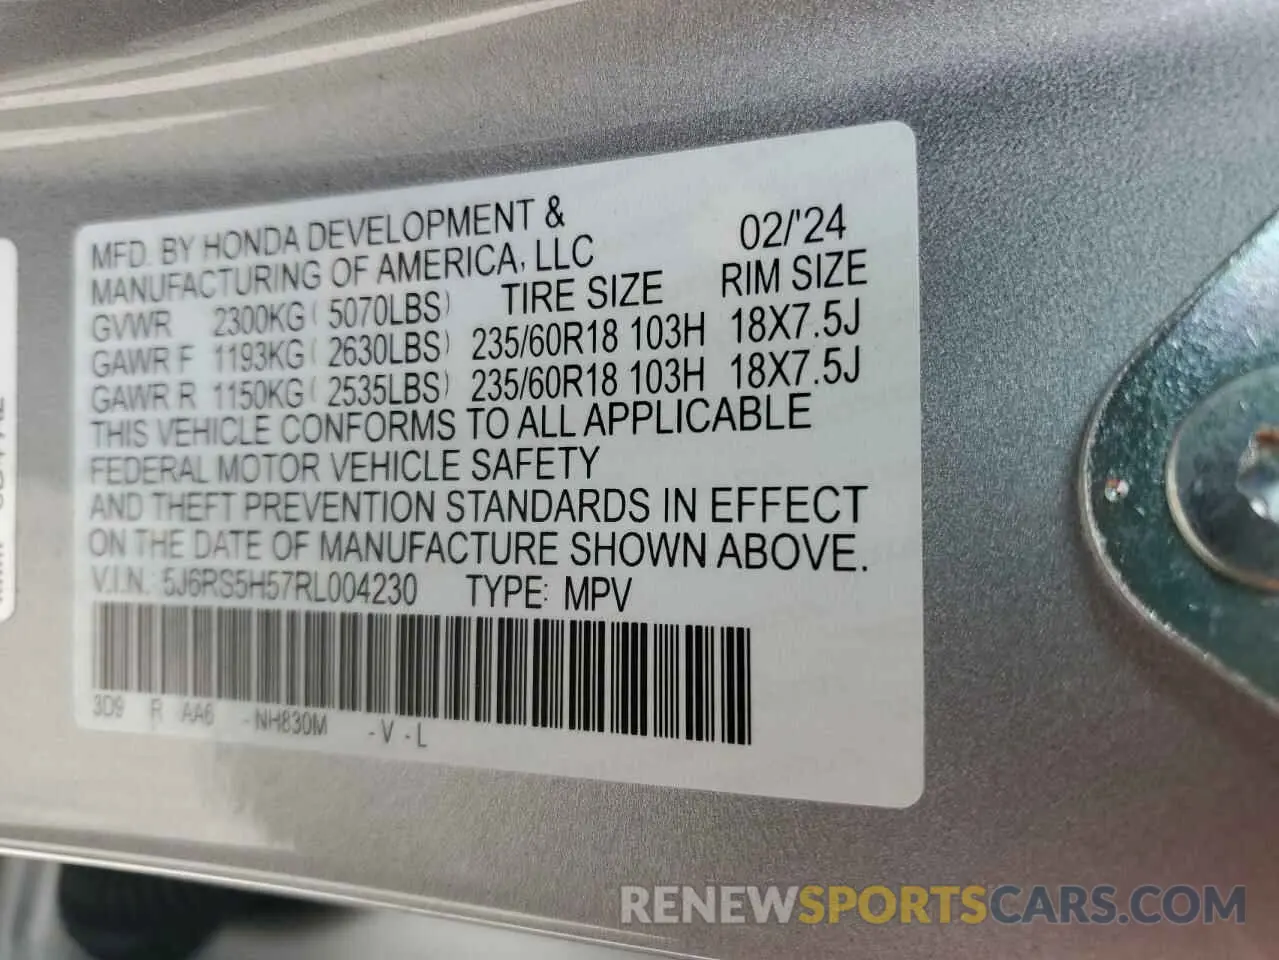 MFD. BY HONDA DEVELOPMENT & 02/'24
MANUFACTURING OF AMERICA, LLC
GVWR 2300KG ( 5070LBS) TIRE SIZE RIM SIZE
GAWR F 1193KG ( 2630LBS) 235/60R18 103H 18X7.5J
GAWR R 1150KG ( 2535LBS) 235/60R18 103H 18X7.5J
THIS VEHICLE CONFORMS TO ALL APPLICABLE
FEDERAL MOTOR VEHICLE SAFETY
AND THEFT PREVENTION STANDARDS IN EFFECT
ON THE DATE OF MANUFACTURE SHOWN ABOVE.
V.I.N.: 5J6RS5H57RL004230 TYPE: MPV
3D9 R AA6 -NH830M -V-L
RENEWSPORTSCARS.COM